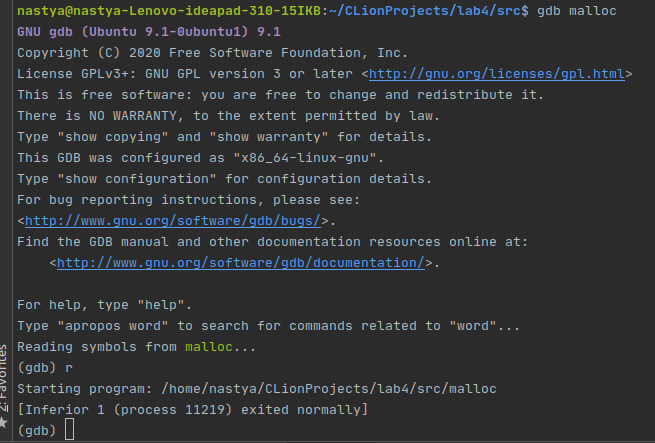 nastya@nastya-Lenovo-ideapad-310-15IKB:~/CLionProjects/lab4/src$ gdb malloc
GNU gdb (Ubuntu 9.1-0ubuntu1) 9.1
Copyright (C) 2020 Free Software Foundation, Inc.
License GPLv3+: GNU GPL version 3 or later <http://gnu.org/licenses/gpl.html>
This is free software: you are free to change and redistribute it.
There is NO WARRANTY, to the extent permitted by law.
Type "show copying" and "show warranty" for details.
This GDB was configured as "x86_64-linux-gnu".
Type "show configuration" for configuration details.
For bug reporting instructions, please see:
<http://www.gnu.org/software/gdb/bugs/>.
Find the GDB manual and other documentation resources online at:
    <http://www.gnu.org/software/gdb/documentation/>.

For help, type "help".
Type "apropos word" to search for commands related to "word"...
Reading symbols from malloc...
(gdb) r
Starting program: /home/nastya/CLionProjects/lab4/src/malloc
[Inferior 1 (process 11219) exited normally]
(gdb)
2: Favorites